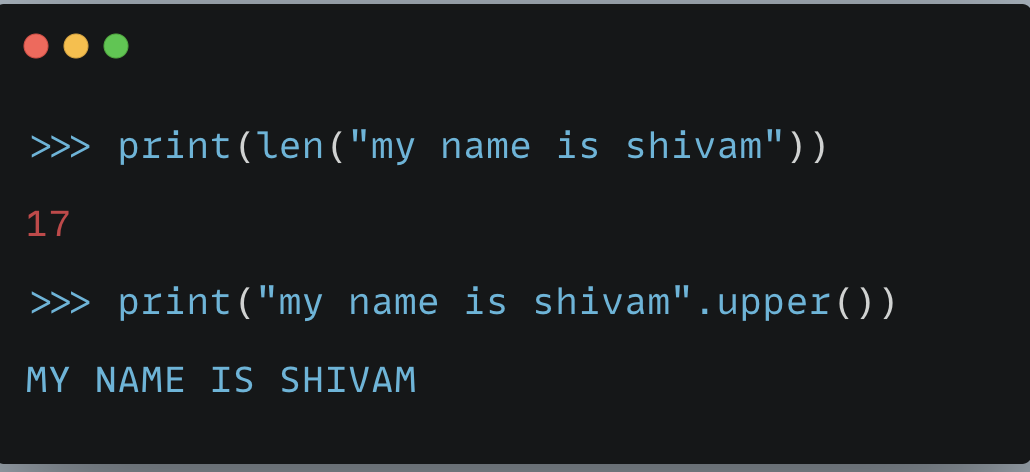 >>> print(len("my name is shivam"))
17
>>> print("my name is shivam".upper())
MY NAME IS SHIVAM